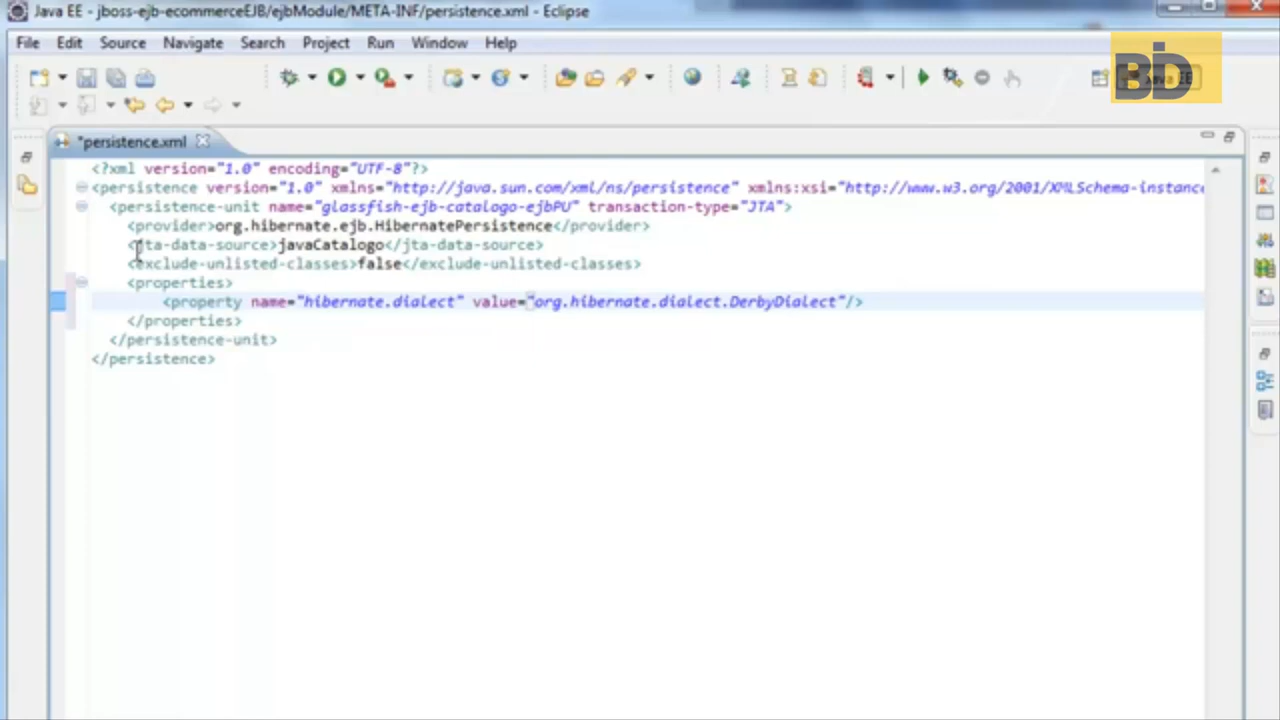 Java EE - jboss-ejb-ecommerceEJB/ejbModule/META-INF/persistence.xml - Eclipse
File Edit Source Navigate Search Project Run Window Help
BD
Java EE
*persistence.xml
<?xml version="1.0" encoding="UTF-8"?>
<persistence version="1.0" xmlns="http://java.sun.com/xml/ns/persistence" xmlns:xsi="http://www.w3.org/2001/XMLSchema-instance
<persistence-unit name="glassfish-ejb-catalogo-ejbPU" transaction-type="JTA">
<provider>org.hibernate.ejb.HibernatePersistence</provider>
<jta-data-source>javaCatalogo</jta-data-source>
<exclude-unlisted-classes>false</exclude-unlisted-classes>
<properties>
<property name="hibernate.dialect" value="org.hibernate.dialect.DerbyDialect"/>
</properties>
</persistence-unit>
</persistence>